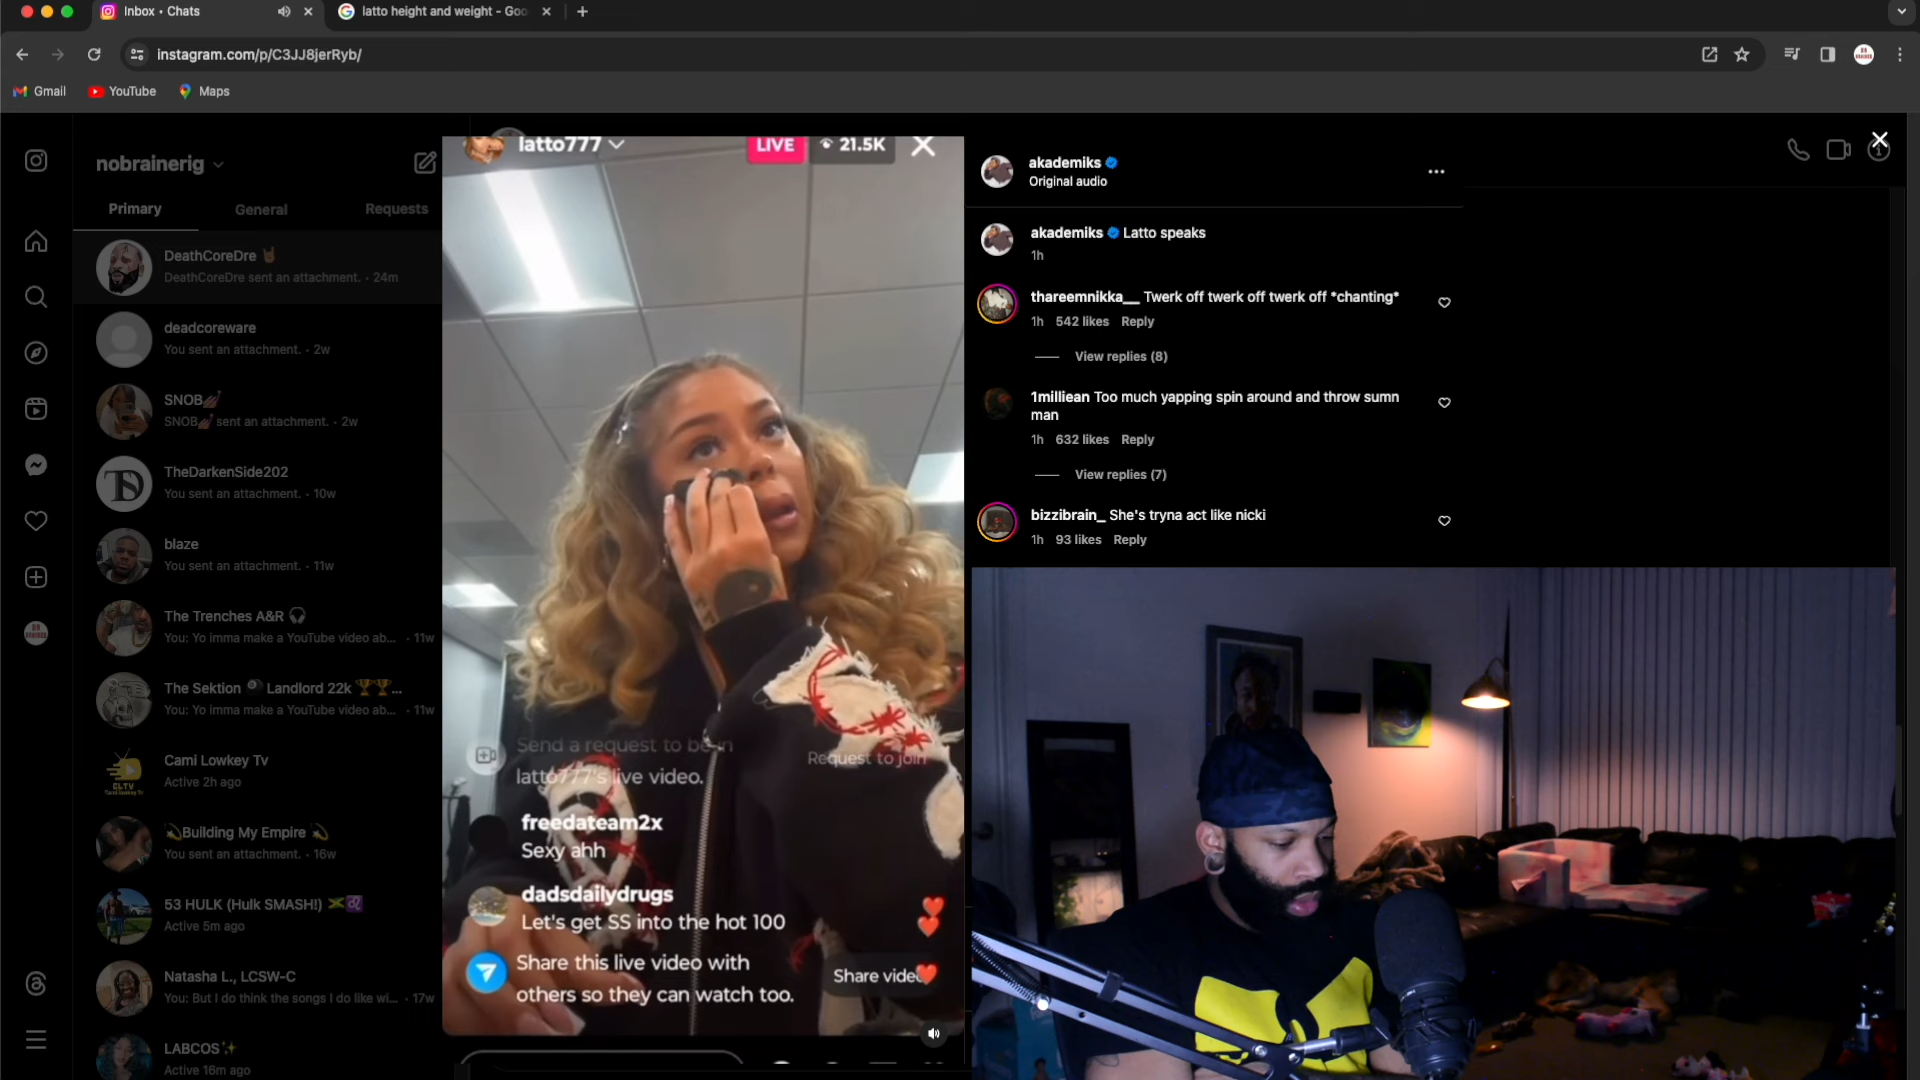 Inbox • Chats
latto height and weight - Goo
instagram.com/p/C3JJ8jerRyb/
Gmail
YouTube
Maps
nobrainerig
Primary
General
Requests
DeathCoreDre
DeathCoreDre sent an attachment. · 24m
deadcoreware
You sent an attachment. · 2w
SNOB
SNOB sent an attachment. · 2w
TheDarkenSide202
You sent an attachment. · 10w
blaze
You sent an attachment. · 11w
The Trenches A&R
You: Yo imma make a YouTube video ab... · 11w
The Sektion Landlord 22k ...
You: Yo imma make a YouTube video ab... · 11w
Cami Lowkey Tv
Active 2h ago
Building My Empire
You sent an attachment. · 16w
53 HULK (Hulk SMASH!)
Active 5m ago
Natasha L., LCSW-C
You: But I do think the songs I do like wi... · 17w
LABCOS
Active 16m ago
latto777
LIVE
21.5K
Send a request to be in
latto777's live video.
Request to join
freedateam2x
Sexy ahh
dadsdailydrugs
Let's get SS into the hot 100
Share this live video with
others so they can watch too.
Share video
akademiks
Original audio
akademiks Latto speaks
1h
thareemnikka__ Twerk off twerk off twerk off *chanting*
1h 542 likes Reply
View replies (8)
1milliean Too much yapping spin around and throw sumn
man
1h 632 likes Reply
View replies (7)
bizzibrain_ She's tryna act like nicki
1h 93 likes Reply